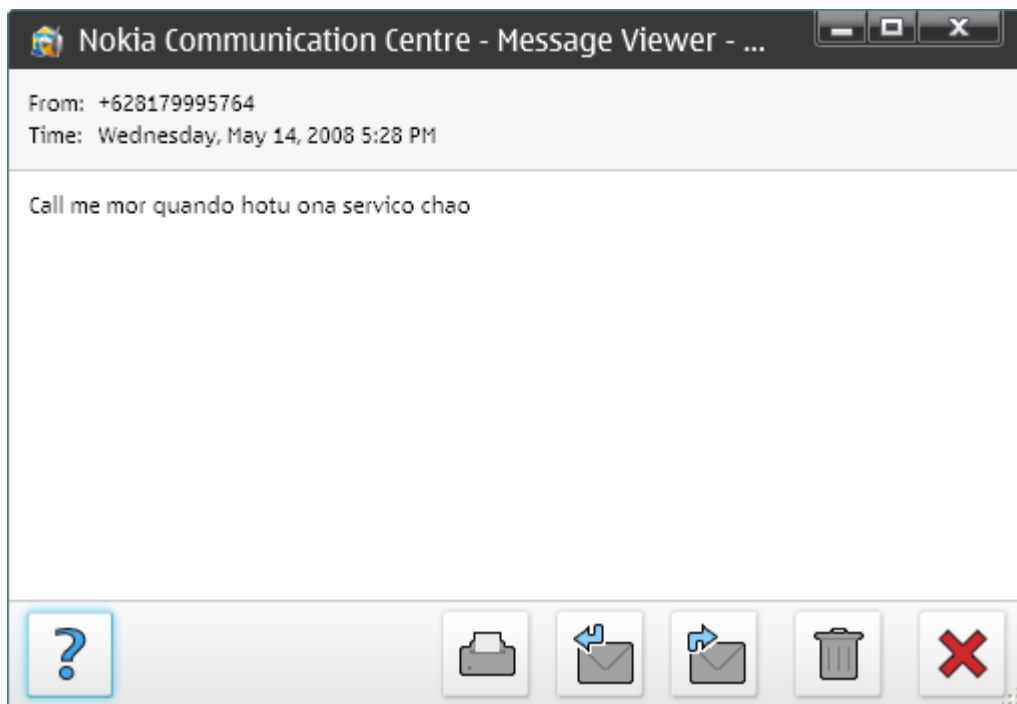 Nokia Communication Centre - Message Viewer - ...
From: +628179995764
Time: Wednesday, May 14, 2008 5:28 PM
Call me mor quando hotu ona servico chao